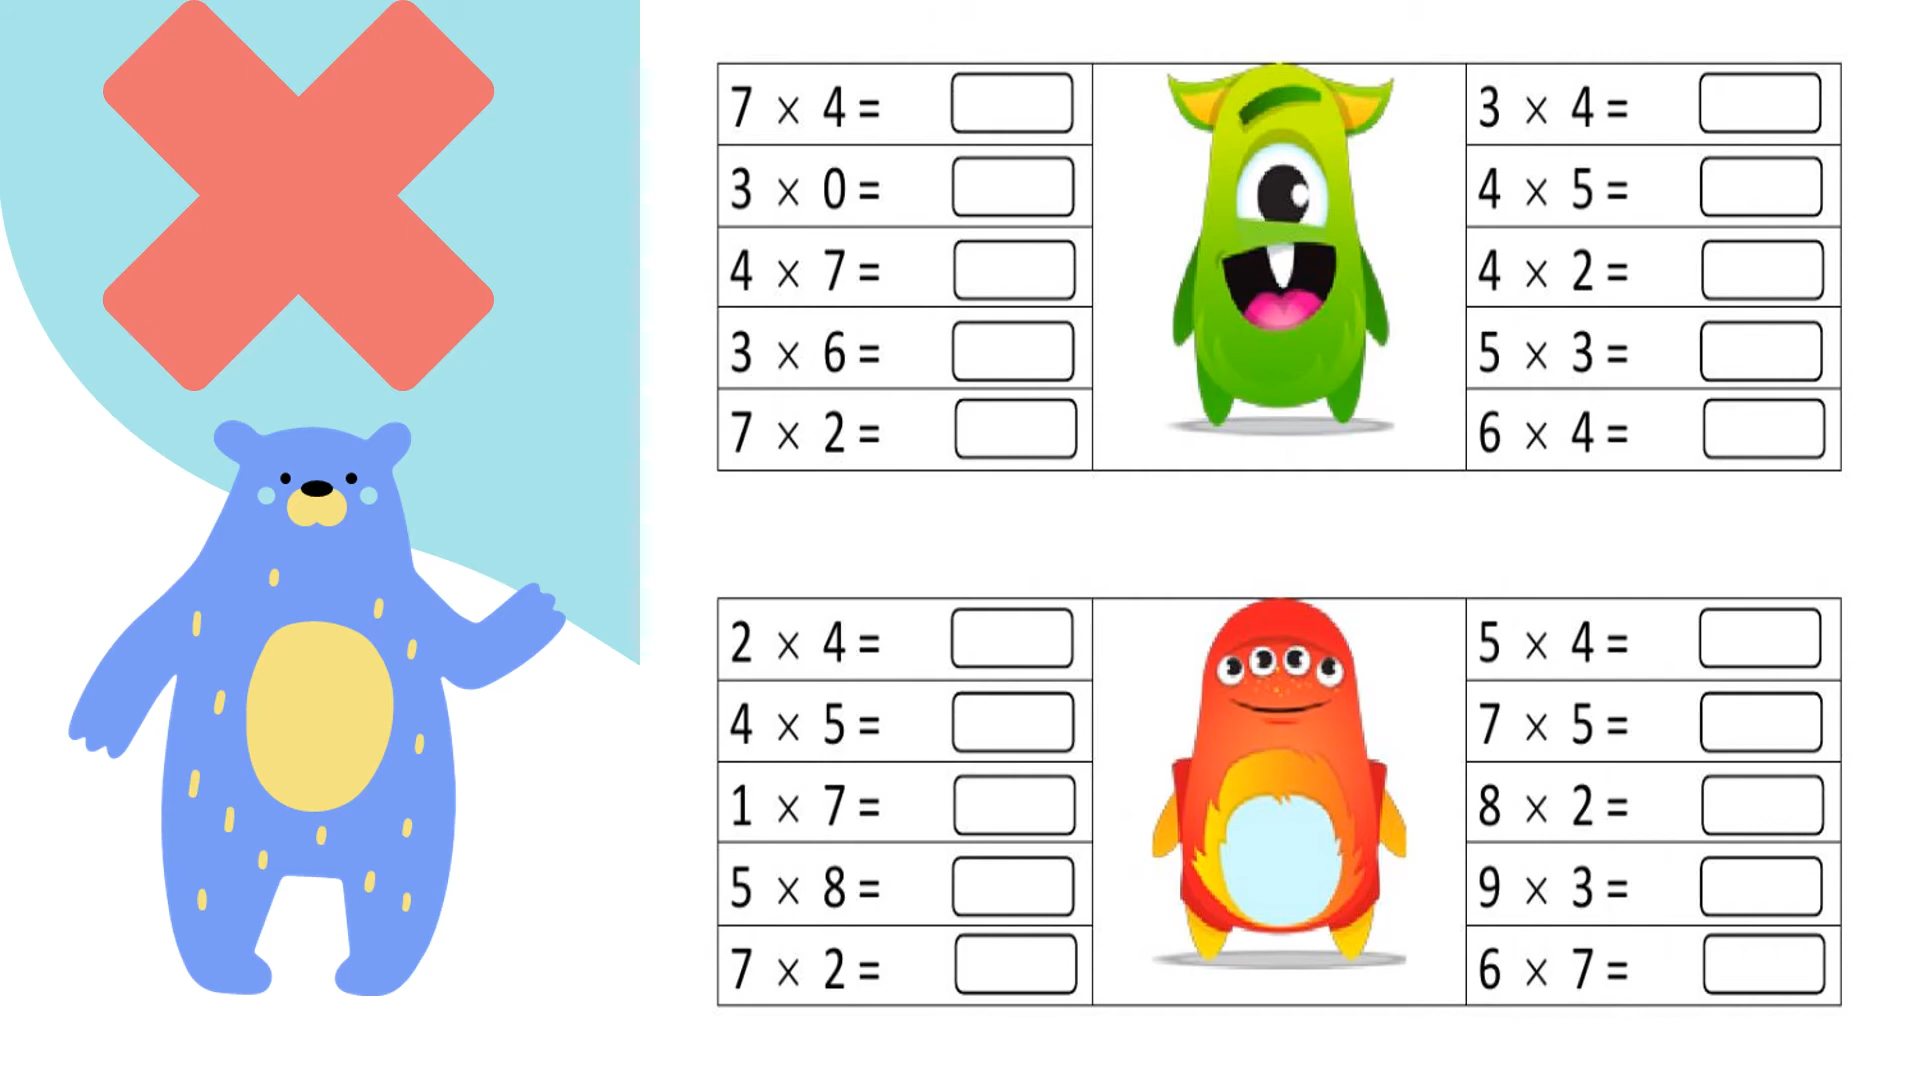 7 × 4 =
3 × 0 =
4 × 7 =
3 × 6 =
7 × 2 =
3 × 4 =
4 × 5 =
4 × 2 =
5 × 3 =
6 × 4 =
2 × 4 =
4 × 5 =
1 × 7 =
5 × 8 =
7 × 2 =
5 × 4 =
7 × 5 =
8 × 2 =
9 × 3 =
6 × 7 =